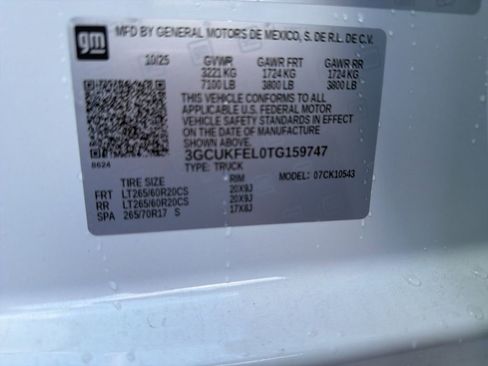 gm MFD BY GENERAL MOTORS DE MEXICO, S. DE R.L. DE C.V.
10/25 GVWR GAWR FRT GAWR RR
3221 KG 1724 KG 1724 KG
7100 LB 3800 LB 3800 LB
THIS VEHICLE CONFORMS TO ALL
APPLICABLE U.S. FEDERAL MOTOR
VEHICLE SAFETY STANDARDS IN EFFECT
ON THE DATE OF MANUFACTURE
SHOWN ABOVE.
8624 3GCUKFEL0TG159747
TYPE: TRUCK MODEL: 07CK10543
TIRE SIZE RIM
FRT LT265/60R20CS 20X9J
RR LT265/60R20CS 20X9J
SPA 265/70R17 S 17X8J